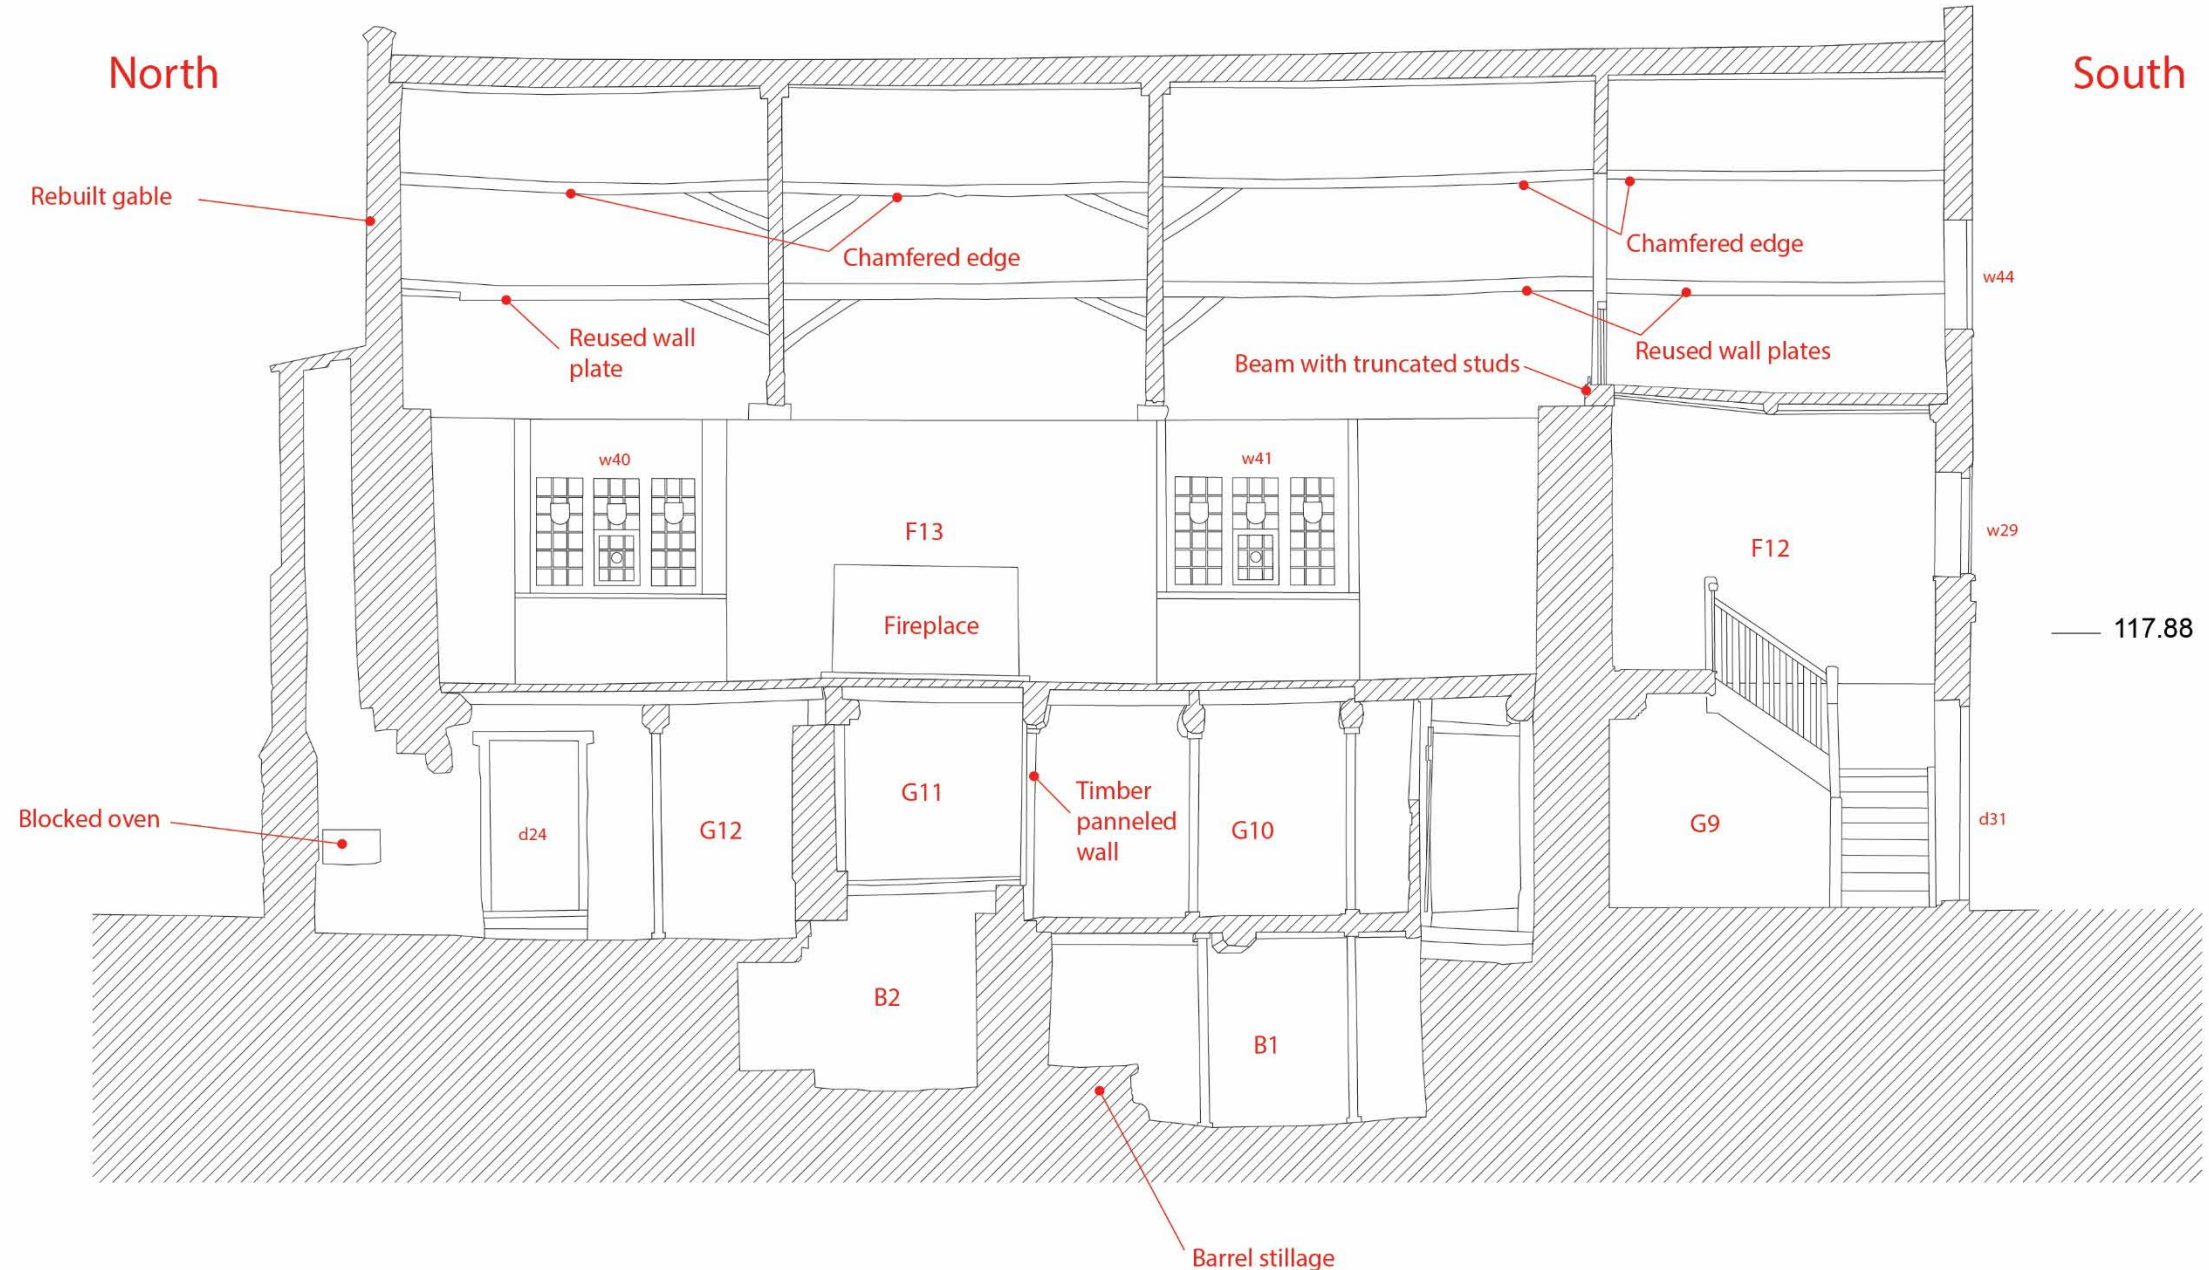 North
South
Rebuilt gable
Chamfered edge
Chamfered edge
w44
Reused wall
plate
Beam with truncated studs
Reused wall plates
w40
w41
F13
w29
F12
Fireplace
117.88
Blocked oven
d24
G12
G11
Timber
panneled
wall
G10
G9
d31
B2
B1
Barrel stillage